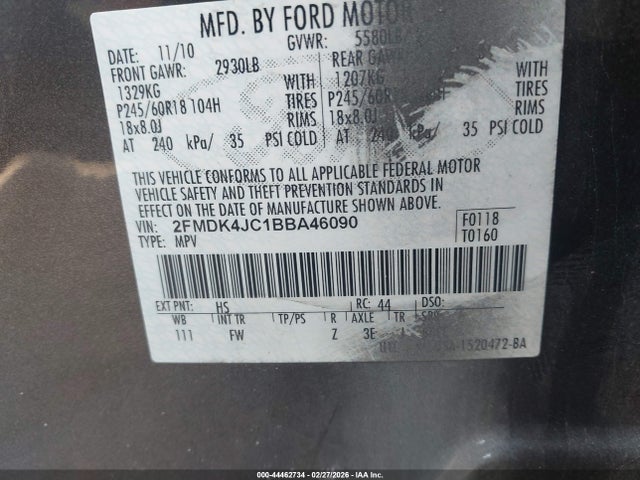 MFD. BY FORD MOTOR
DATE: 11/10 GVWR: 5580LB
FRONT GAWR: 2930LB REAR GAWR
1329KG 1207KG WITH
P245/60R18 104H TIRES P245/60R TIRES
18x8.0J RIMS 18x8.0J RIMS
AT 240 kPa/ 35 PSI COLD AT 240 kPa/ 35 PSI COLD
WITH
THIS VEHICLE CONFORMS TO ALL APPLICABLE FEDERAL MOTOR
VEHICLE SAFETY AND THEFT PREVENTION STANDARDS IN
EFFECT ON THE DATE OF MANUFACTURE SHOWN ABOVE.
VIN: 2FMDK4JC1BBA46090 F0118
TYPE: MPV T0160
EXT PNT: HS RC: 44 DSO:
WB INT TR TP/PS R AXLE TR
111 FW Z 3E
1520472-BA
000-44462734 - 02/27/2026 - IAA Inc.